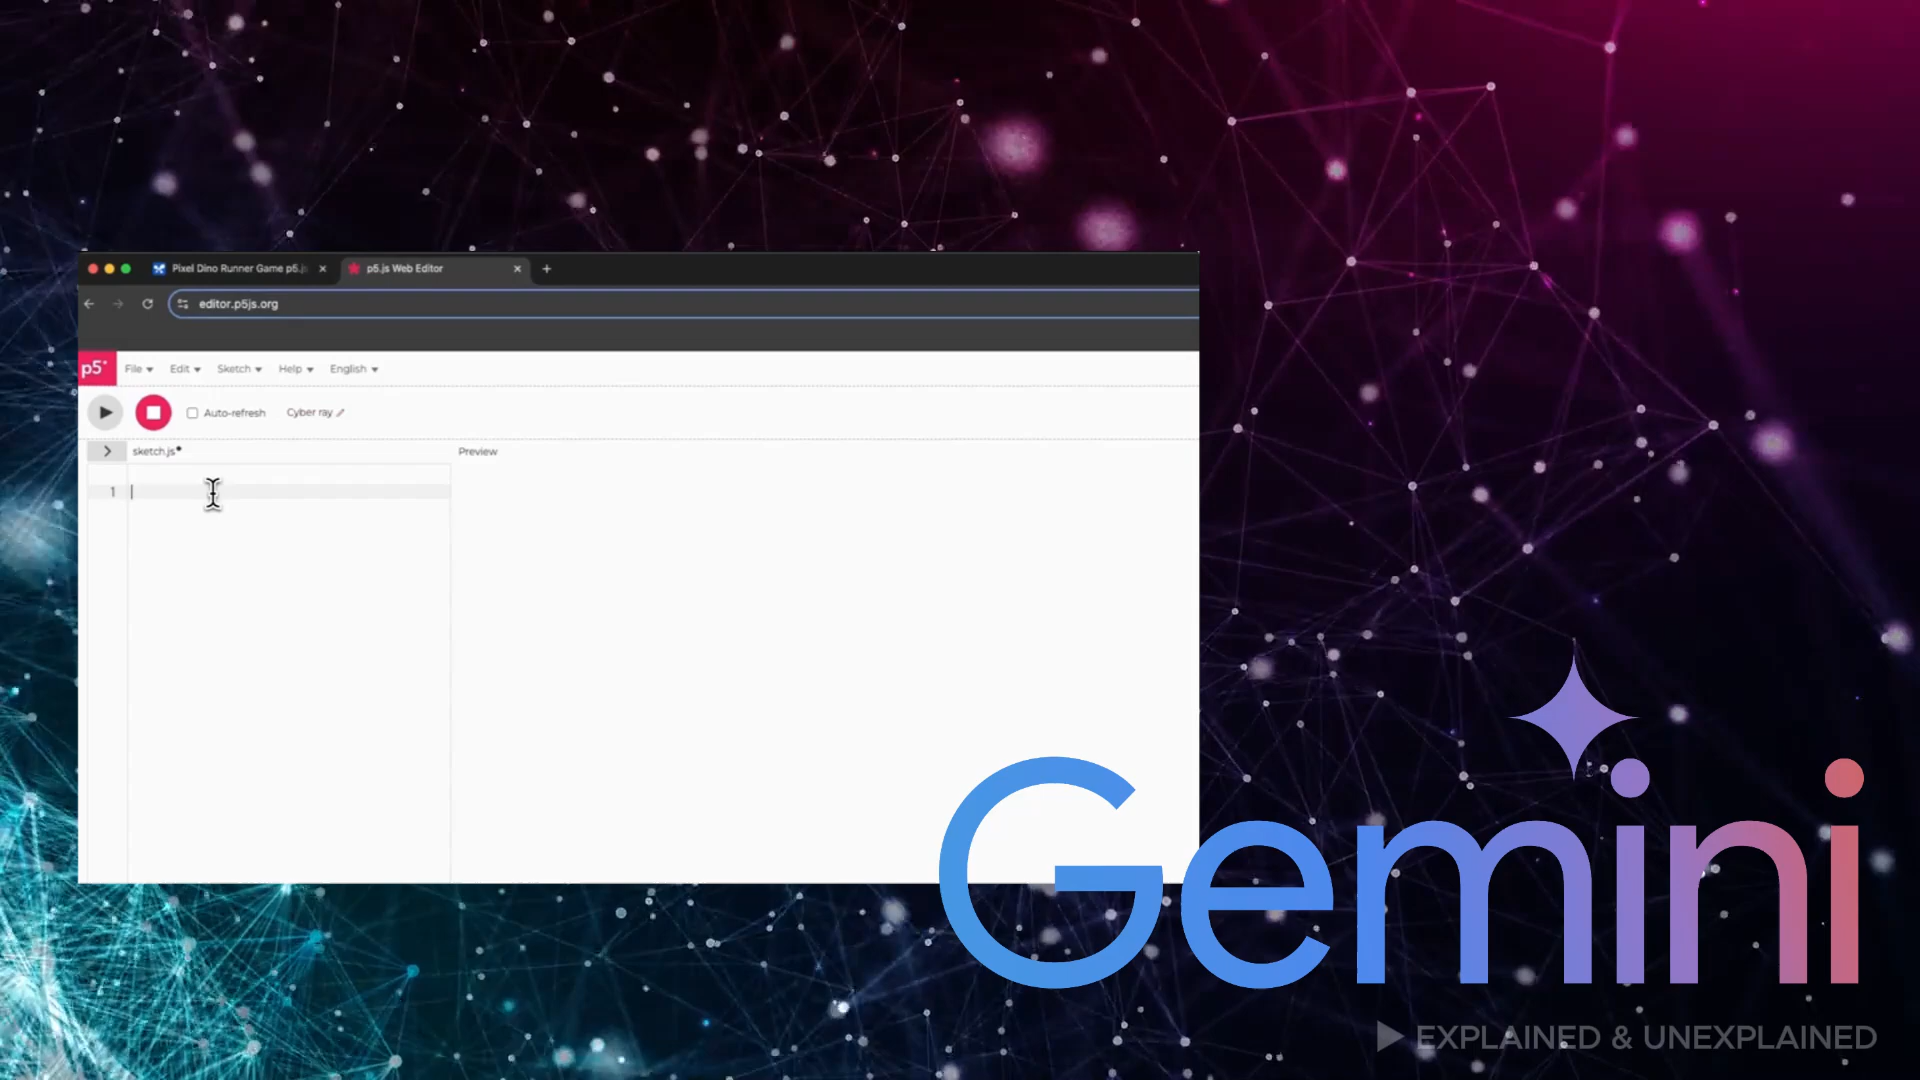 Pixel Dino Runner Game p5.j
p5.js Web Editor
editor.p5js.org
p5*
File
Edit
Sketch
Help
English
Auto-refresh
Cyber ray
sketch.js*
Preview
1
Gemini
EXPLAINED & UNEXPLAINED